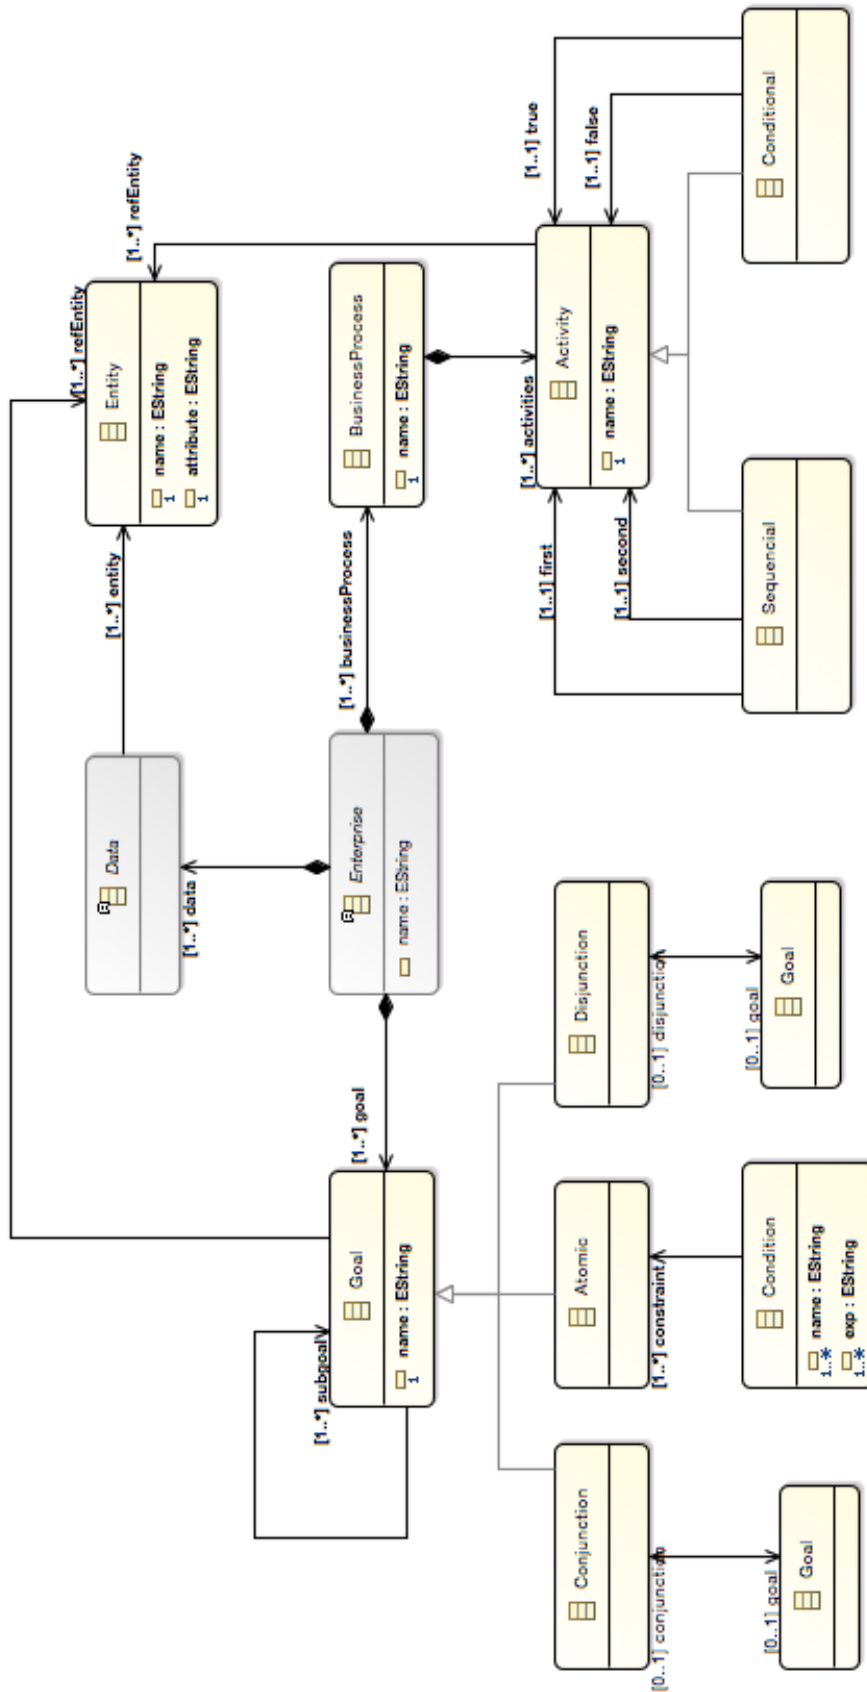 [1..*] refEntity
[1..*] refEntity
Data
[1..*] entity
Entity
name : EString
1
attribute : EString
1
[1..*] data
[1..*] subgoal
Goal
name : EString
1
[1..*] goal
Enterprise
name : EString
[1..*] businessProcess
BusinessProcess
name : EString
1
[1..*] activities
Conjunction
[0..1] conjunction
[0..1] goal
Goal
Atomic
[1..*] constraint
Condition
name : EString
1..*
exp : EString
1..*
Disjunction
[0..1] disjunction
[0..1] goal
Goal
[1..1] first
[1..1] second
Activity
name : EString
1
[1..1] true
[1..1] false
Sequencial
Conditional